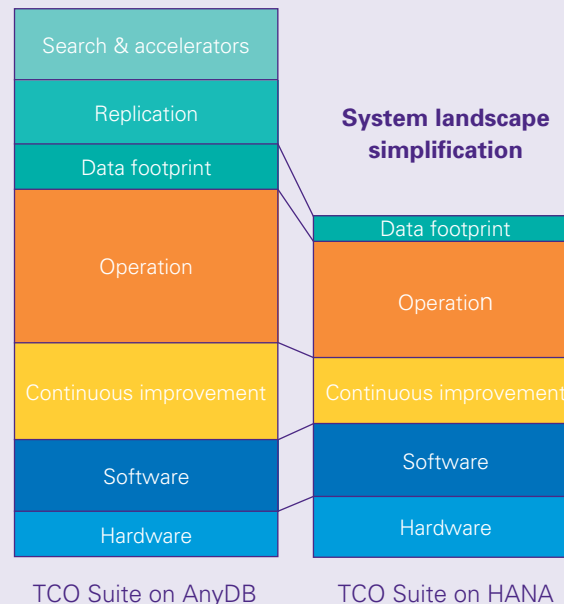 Search & accelerators
Replication
Data footprint
Operation
Continuous improvement
Software
Hardware
TCO Suite on AnyDB
System landscape
simplification
Data footprint
Operation
Continuous improvement
Software
Hardware
TCO Suite on HANA